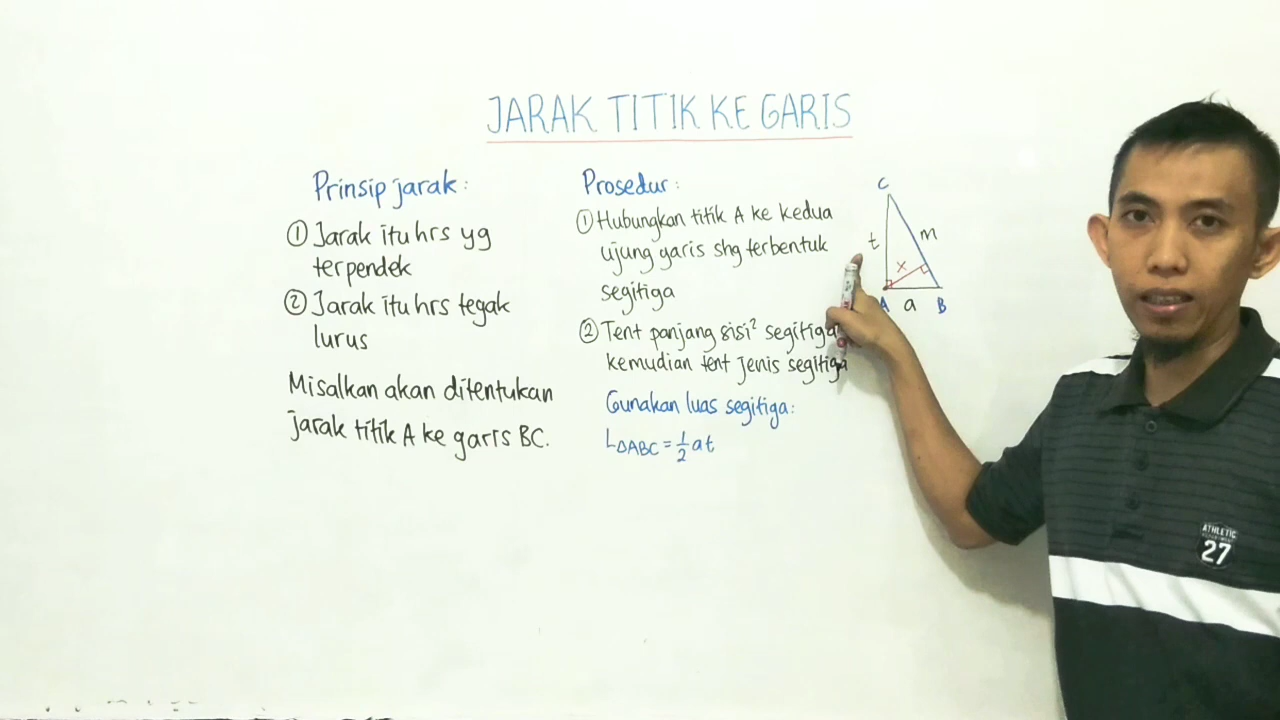 JARAK TITIK KE GARIS
Prinsip jarak:
① Jarak itu hrs yg
terpendek
② Jarak itu hrs tegak
lurus
Misalkan akan ditentukan
jarak titik A ke garis BC.
Prosedur:
① Hubungkan titik A ke kedua
ujung garis shg terbentuk
segitiga
② Tent panjang sisi² segitiga
kemudian tent jenis segitiga
Gunakan luas segitiga:
L△ABC = 1/2 at
C
t
m
x
A
a
B
ATHLETIC
27